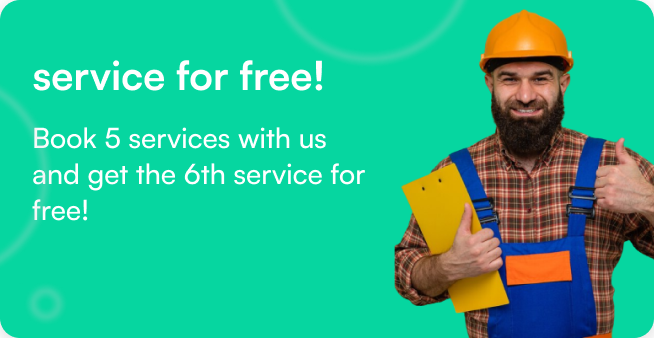 service for free!
Book 5 services with us
and get the 6th service for
free!